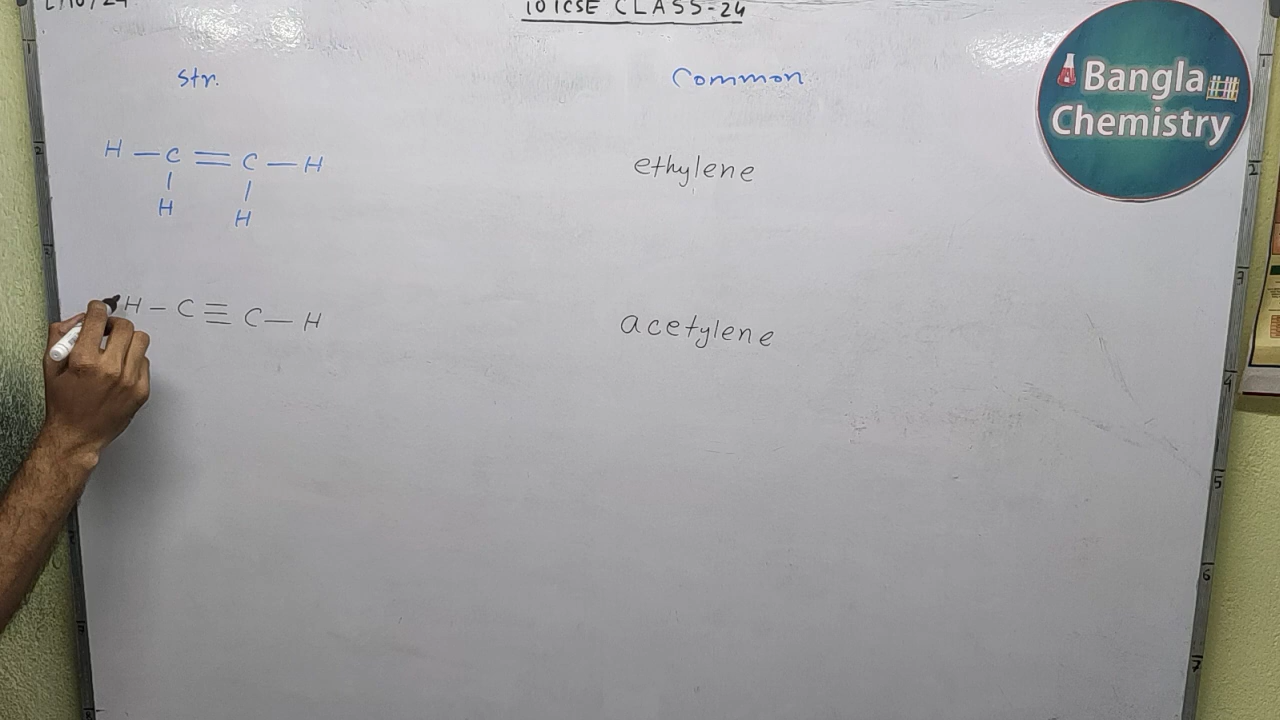 10 ICSE CLASS-24
Str. Common
H — C = C — H ethylene
H H
H – C ≡ C — H acetylene
Bangla
Chemistry